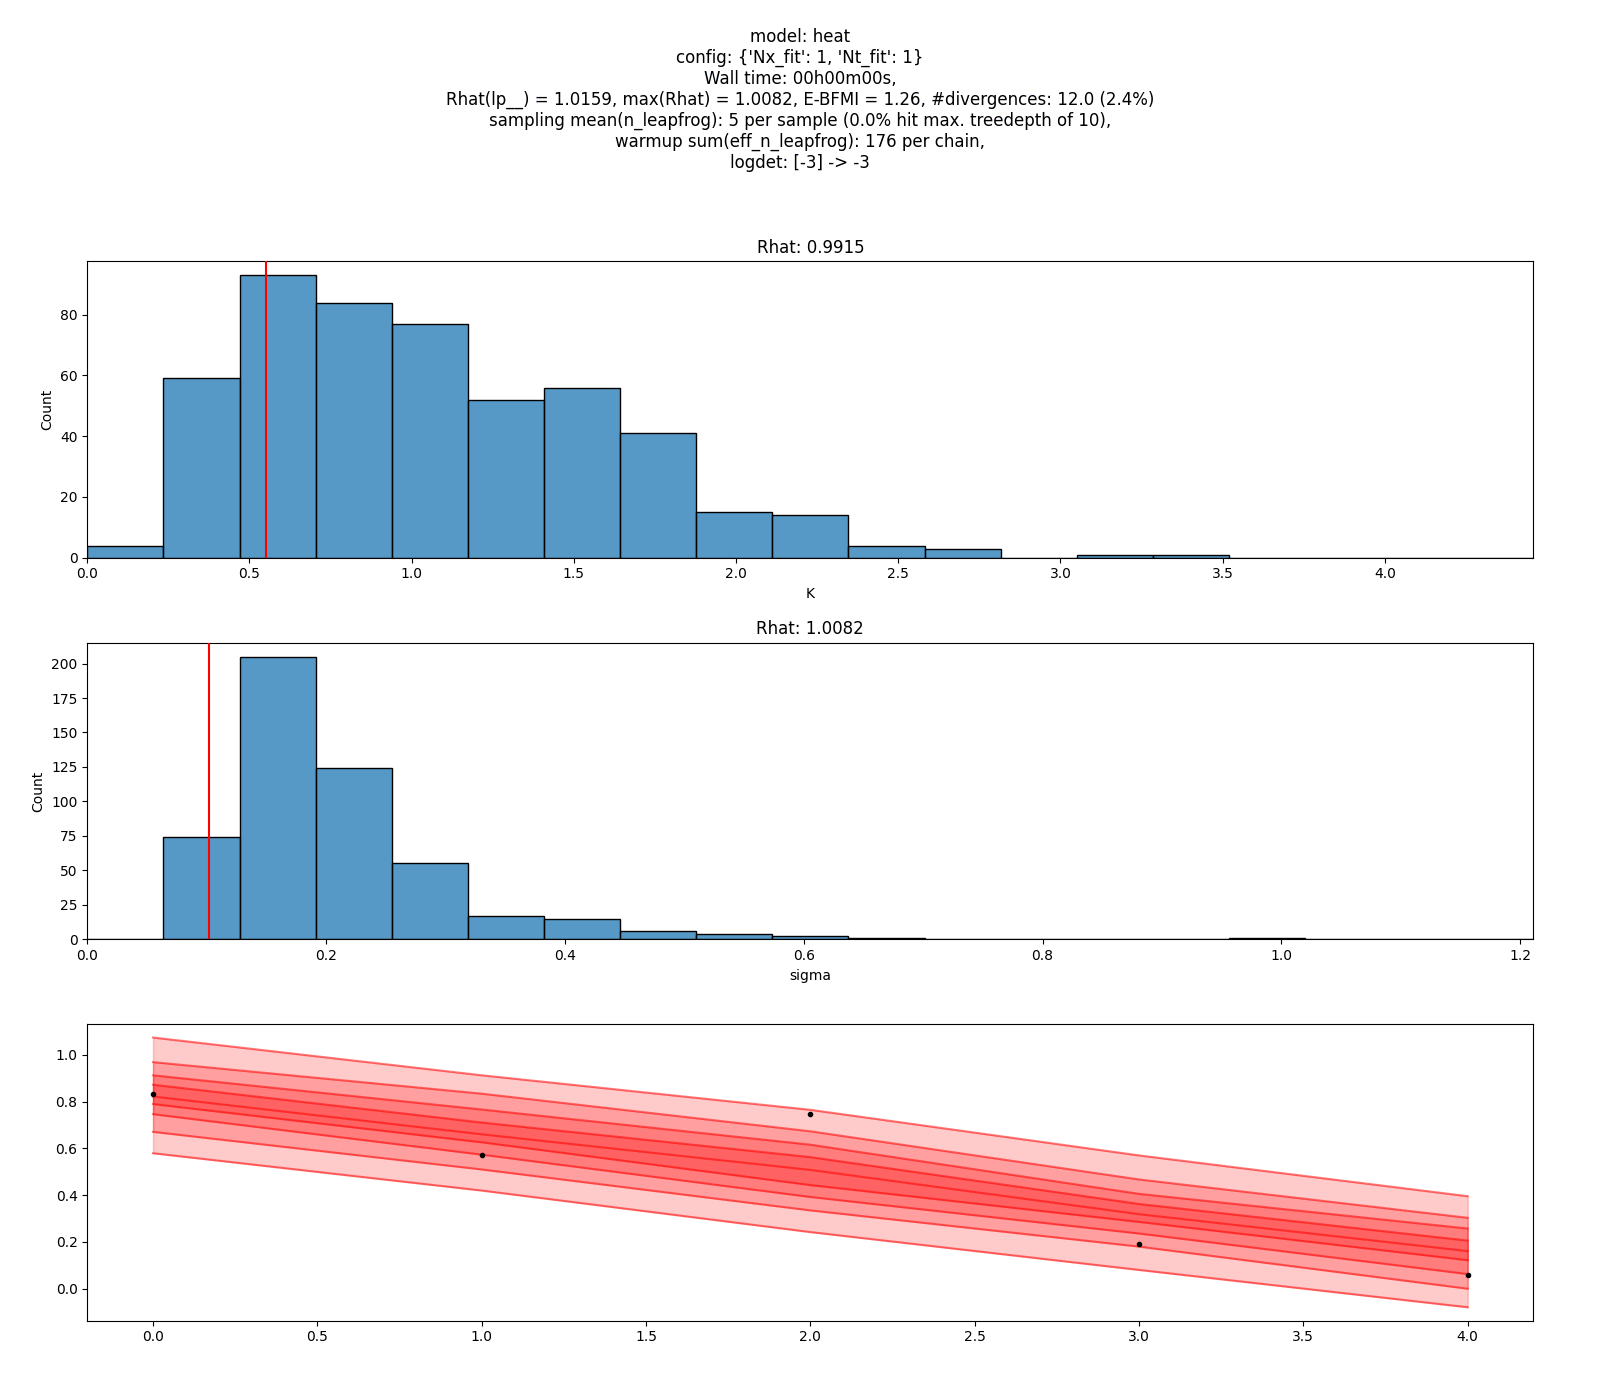 model: heat
config: {'Nx_fit': 1, 'Nt_fit': 1}
Wall time: 00h00m00s,
Rhat(lp__) = 1.0159, max(Rhat) = 1.0082, E-BFMI = 1.26, #divergences: 12.0 (2.4%)
sampling mean(n_leapfrog): 5 per sample (0.0% hit max. treedepth of 10),
warmup sum(eff_n_leapfrog): 176 per chain,
logdet: [-3] -> -3
Rhat: 0.9915
80
60
40
20
0
Count
0.0 0.5 1.0 1.5 2.0 2.5 3.0 3.5 4.0
K
Rhat: 1.0082
200
175
150
125
100
75
50
25
0
Count
0.0 0.2 0.4 0.6 0.8 1.0 1.2
sigma
1.0
0.8
0.6
0.4
0.2
0.0
0.0 0.5 1.0 1.5 2.0 2.5 3.0 3.5 4.0